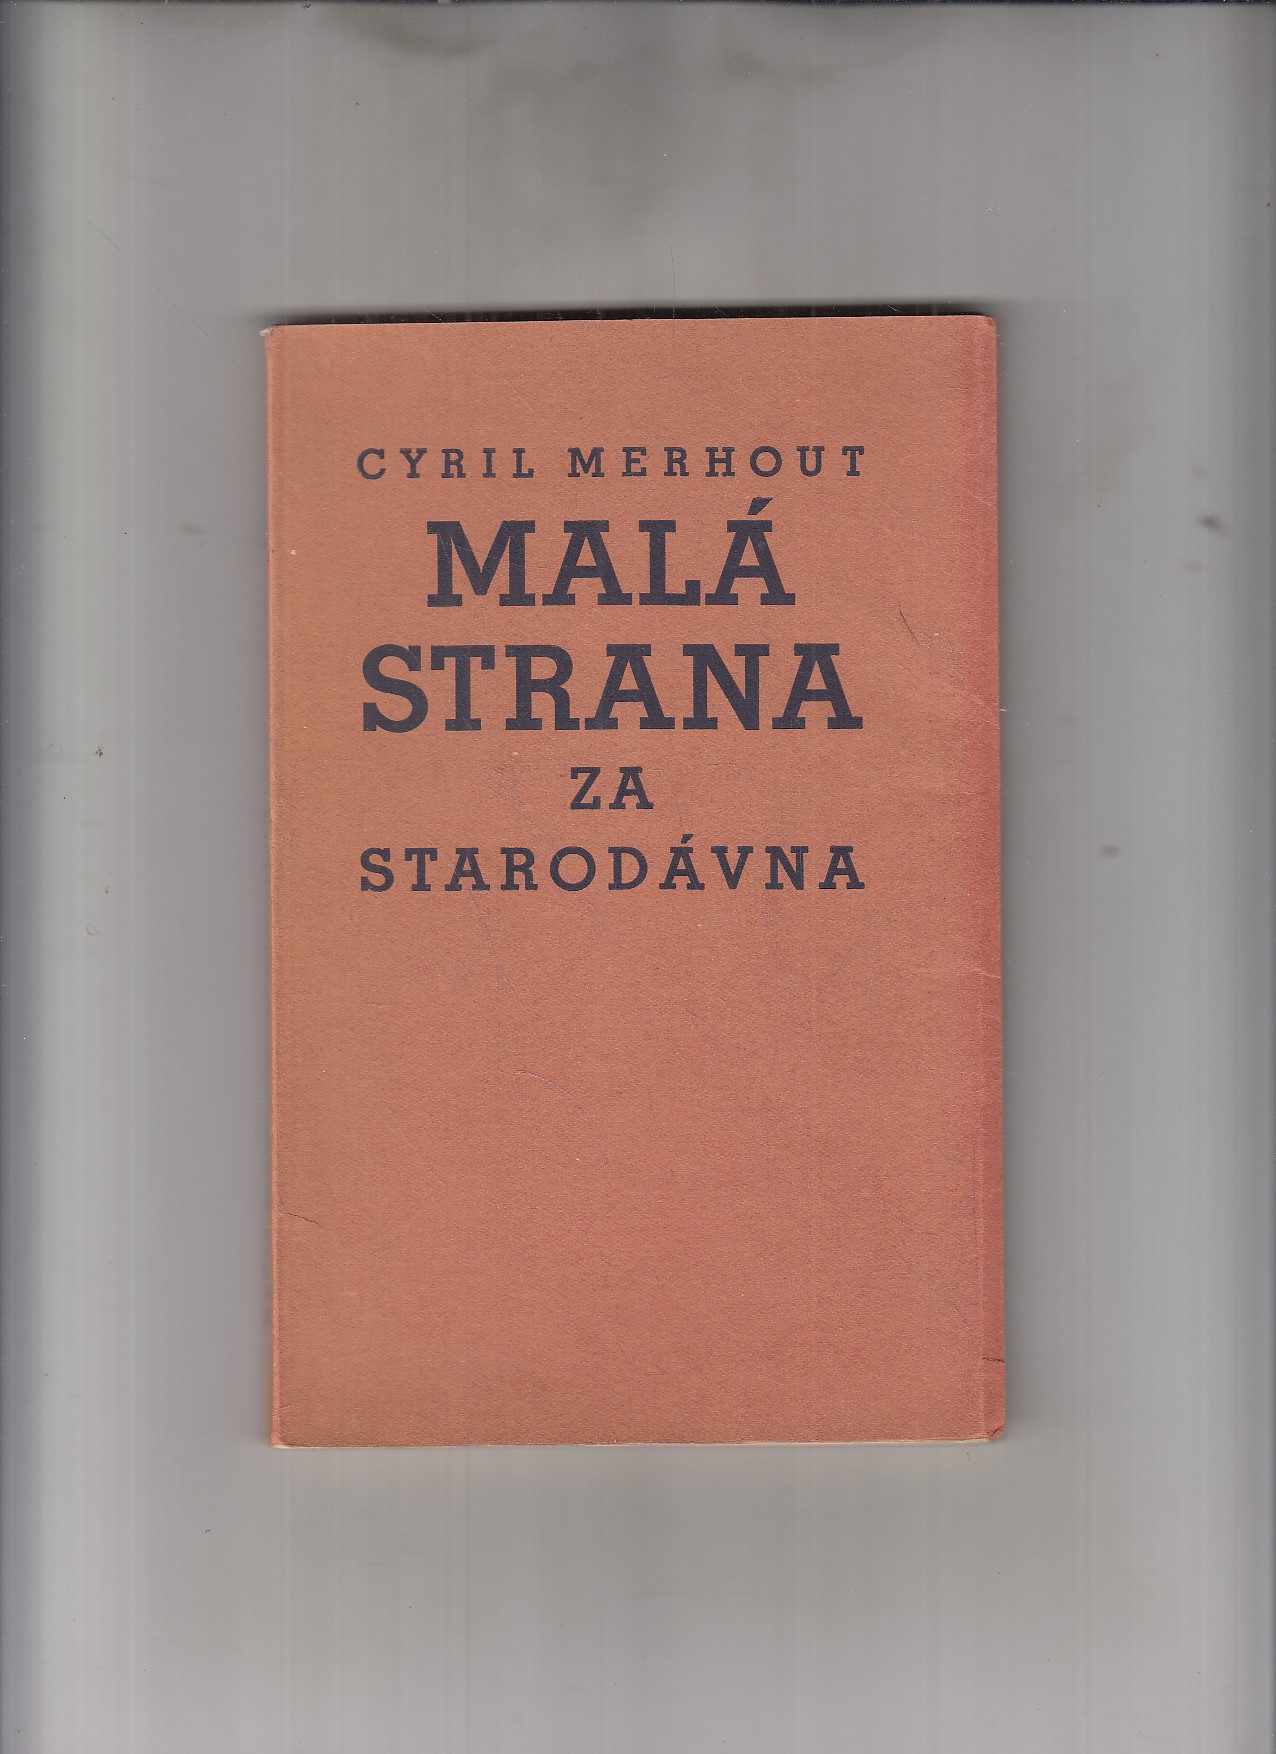 CYRIL MERHOUT
MALÁ
STRANA
ZA
STARODÁVNA